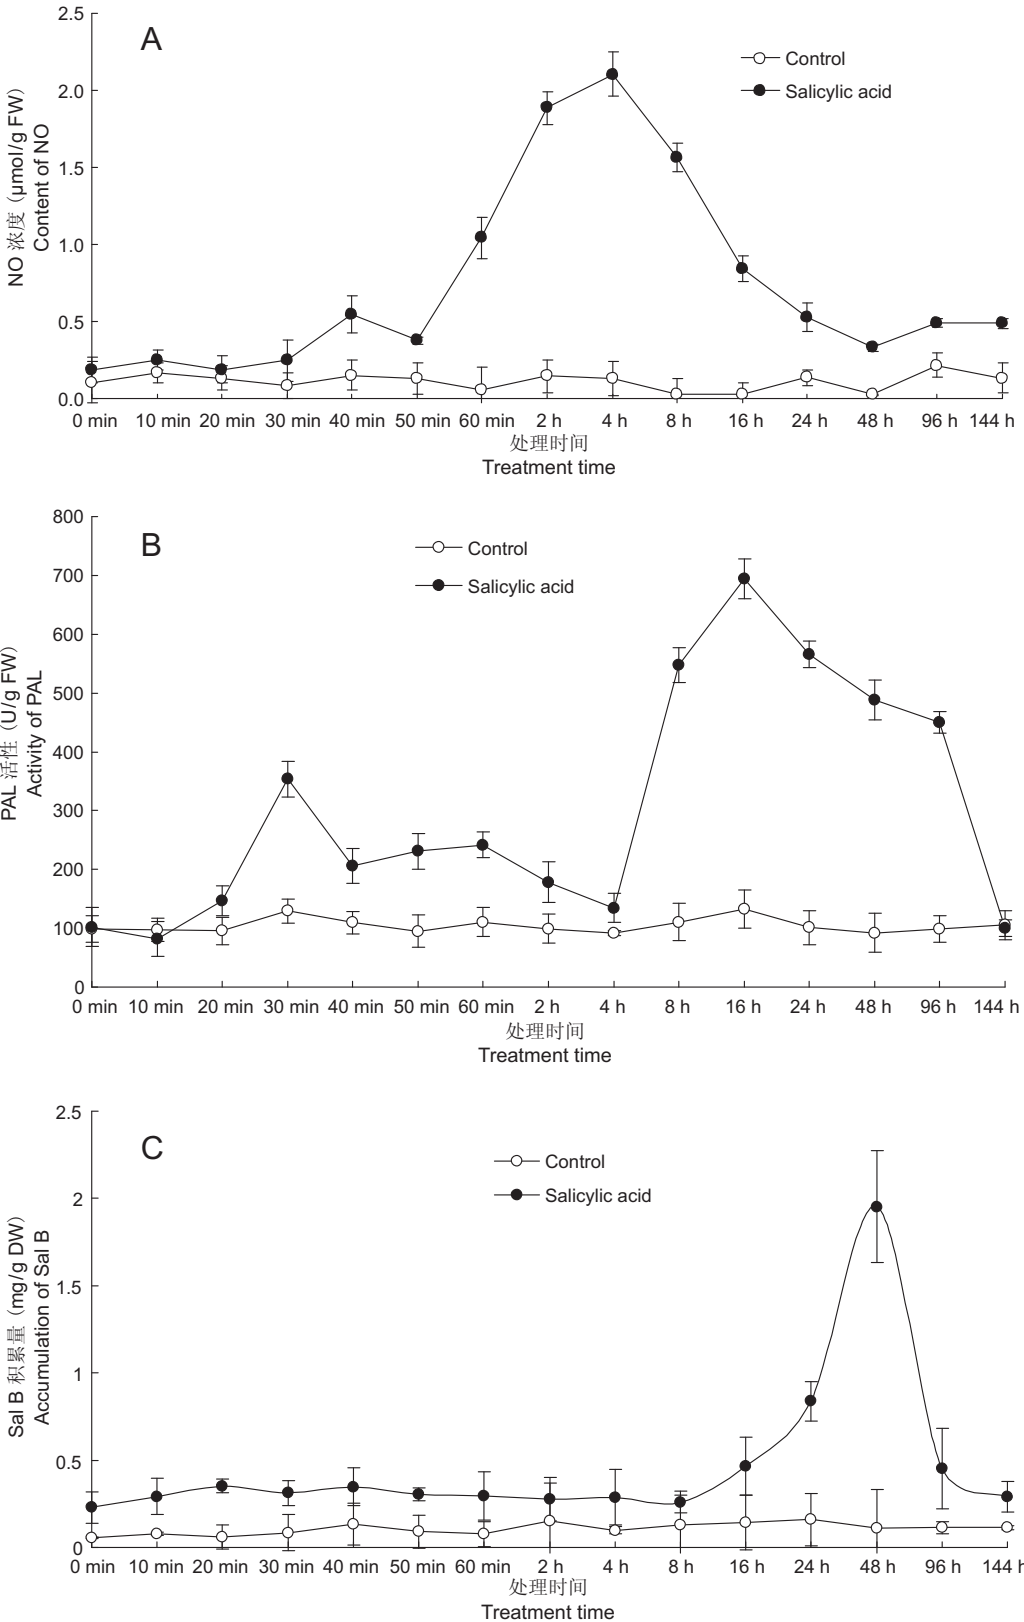 A
Control
Salicylic acid
NO 浓度 (μmol/g FW)
Content of NO
2.5
2.0
1.5
1.0
0.5
0.0
0 min 10 min 20 min 30 min 40 min 50 min 60 min 2 h 4 h 8 h 16 h 24 h 48 h 96 h 144 h
处理时间
Treatment time
B
Control
Salicylic acid
PAL 活性 (U/g FW)
Activity of PAL
800
700
600
500
400
300
200
100
0
0 min 10 min 20 min 30 min 40 min 50 min 60 min 2 h 4 h 8 h 16 h 24 h 48 h 96 h 144 h
处理时间
Treatment time
C
Control
Salicylic acid
Sal B 积累量 (mg/g DW)
Accumulation of Sal B
2.5
2
1.5
1
0.5
0
0 min 10 min 20 min 30 min 40 min 50 min 60 min 2 h 4 h 8 h 16 h 24 h 48 h 96 h 144 h
处理时间
Treatment time